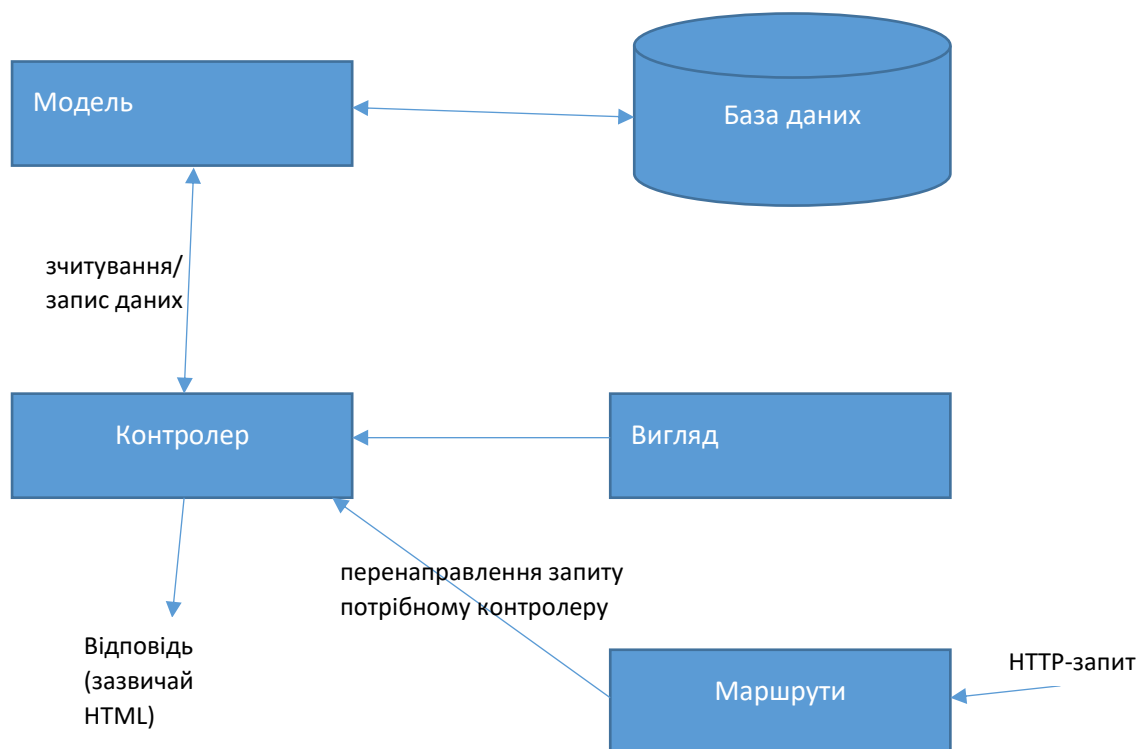 Модель
База даних
зчитування/
запис даних
Контролер
Вигляд
перенаправлення запиту
потрібному контролеру
Відповідь
(зазвичай
HTML)
HTTP-запит
Маршрути